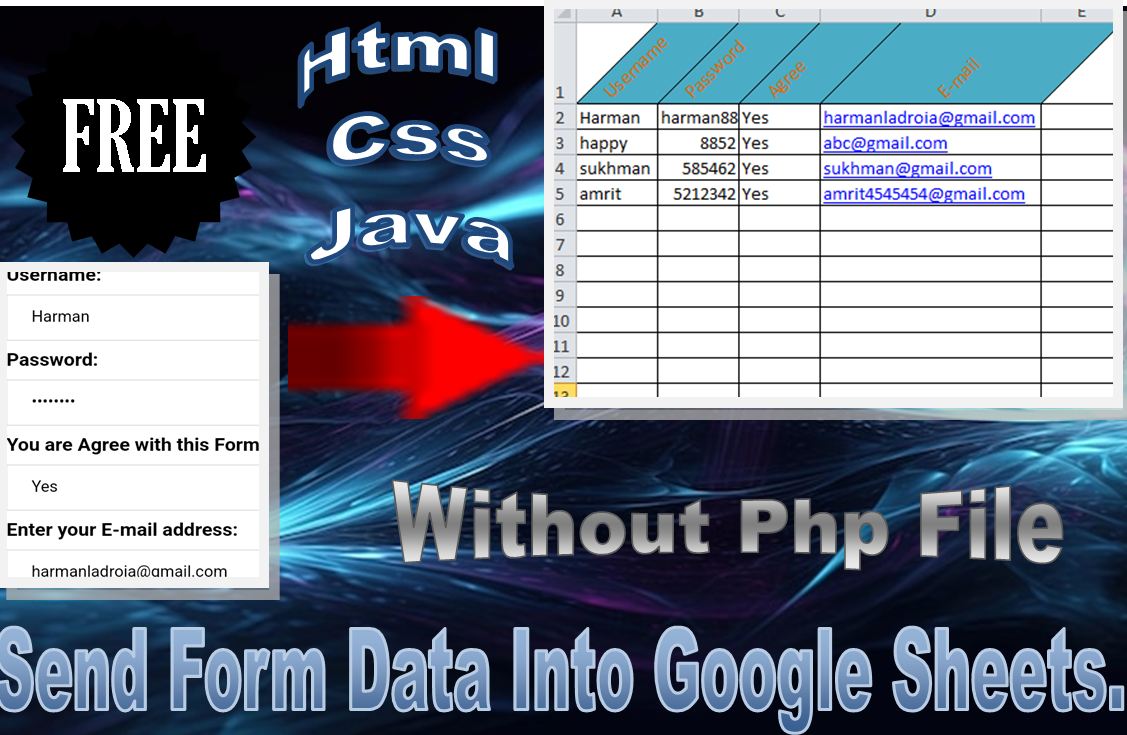 FREE
Html
Css
Java
Username:
Harman
Password:
••••••••
You are Agree with this Form
Yes
Enter your E-mail address:
harmanladroia@gmail.com
A B C D E
1 Username Password Agree E-mail
2 Harman harman88 Yes harmanladroia@gmail.com
3 happy 8852 Yes abc@gmail.com
4 sukhman 585462 Yes sukhman@gmail.com
5 amrit 5212342 Yes amrit4545454@gmail.com
6
7
8
9
10
11
12
13
Without Php File
Send Form Data Into Google Sheets.